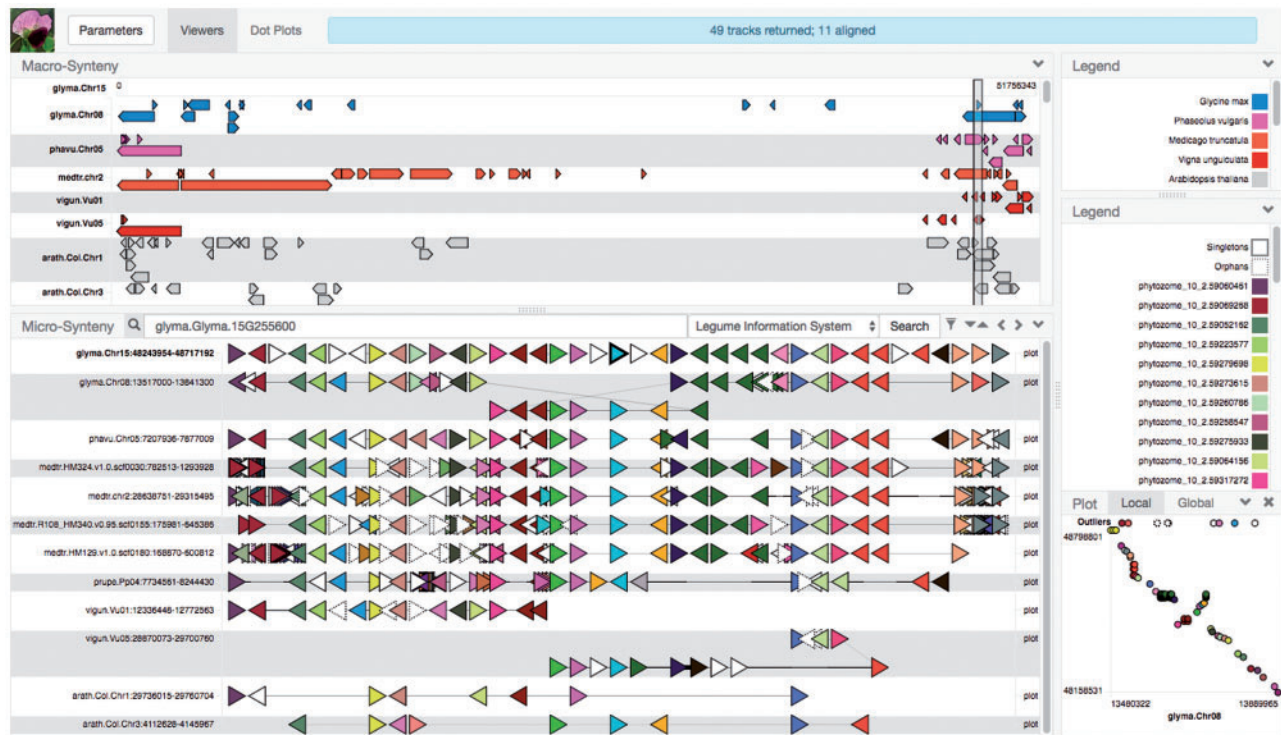 Parameters Viewers Dot Plots 49 tracks returned; 11 aligned
Macro-Synteny
glyma.Chr15 0 51756343
glyma.Chr08
phavu.Chr05
medtr.chr2
vigun.Vu01
vigun.Vu05
arath.Col.Chr1
arath.Col.Chr3
Legend
Glycine max
Phaseolus vulgaris
Medicago truncatula
Vigna unguiculata
Arabidopsis thaliana
Legend
Singletons
Orphans
phytozome_10_2.59060461
phytozome_10_2.59069268
phytozome_10_2.59052152
phytozome_10_2.59223577
phytozome_10_2.59279698
phytozome_10_2.59273615
phytozome_10_2.59260786
phytozome_10_2.59258547
phytozome_10_2.59275933
phytozome_10_2.59064156
phytozome_10_2.59317272
Micro-Synteny glyma.Glyma.15G255600 Legume Information System Search
glyma.Chr15:48243954-48717192 plot
glyma.Chr08:13517000-13641300 plot
phavu.Chr05:7207936-7877009 plot
medtr.HM324.v1.0.scf0030:782513-1293928 plot
medtr.chr2:28638751-29315495 plot
medtr.R108_HM340.v0.95.scf0155:175981-645386 plot
medtr.HM129.v1.0.scf0180:168870-600812 plot
prupe.Pp04:7734561-8244430 plot
vigun.Vu01:12336446-12772563 plot
vigun.Vu05:28870073-29700760 plot
arath.Col.Chr1:29736015-29760704 plot
arath.Col.Chr3:4112628-4145967 plot
Plot Local Global
Outliers
48798801
48158531
13480322 13889965
glyma.Chr08